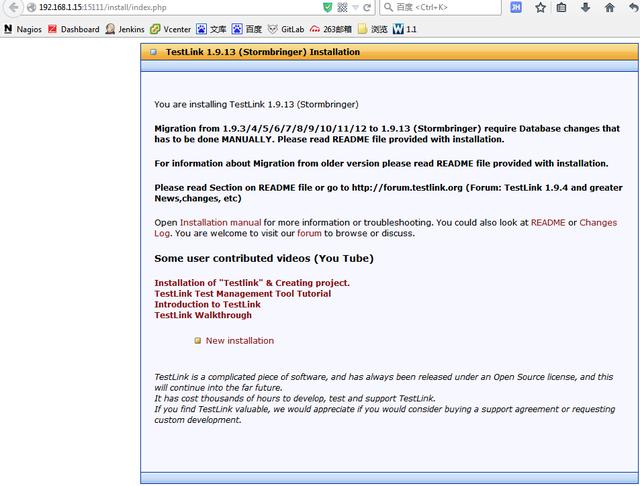 192.168.1.15:15111/install/index.php
百度 <Ctrl+K>
Nagios Dashboard Jenkins Vcenter 文库 百度 GitLab 263邮箱 浏览 1.1
TestLink 1.9.13 (Stormbringer) Installation
You are installing TestLink 1.9.13 (Stormbringer)
Migration from 1.9.3/4/5/6/7/8/9/10/11/12 to 1.9.13 (Stormbringer) require Database changes that
has to be done MANUALLY. Please read README file provided with installation.
For information about Migration from older version please read README file provided with installation.
Please read Section on README file or go to http://forum.testlink.org (Forum: TestLink 1.9.4 and greater
News,changes, etc)
Open Installation manual for more information or troubleshooting. You could also look at README or Changes
Log. You are welcome to visit our forum to browse or discuss.
Some user contributed videos (You Tube)
Installation of "Testlink" & Creating project.
TestLink Test Management Tool Tutorial
Introduction to TestLink
TestLink Walkthrough
New installation
TestLink is a complicated piece of software, and has always been released under an Open Source license, and this
will continue into the far future.
It has cost thousands of hours to develop, test and support TestLink.
If you find TestLink valuable, we would appreciate if you would consider buying a support agreement or requesting
custom development.